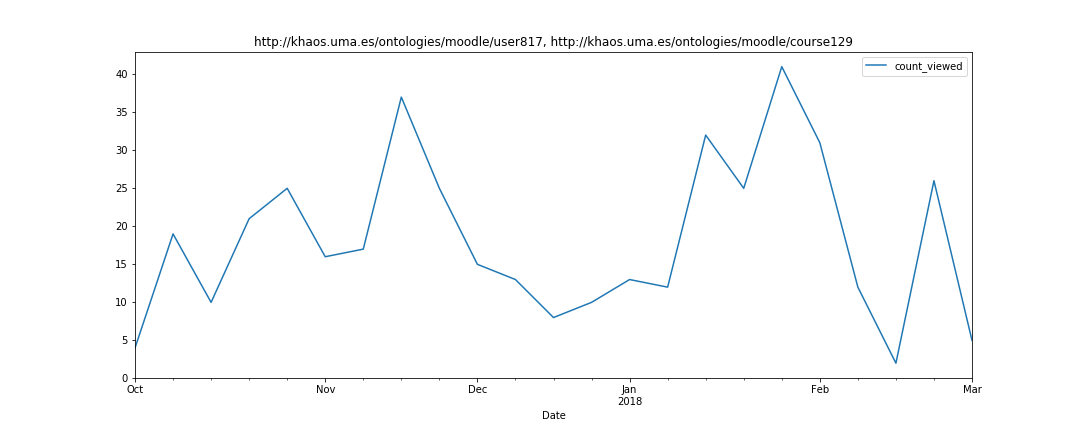 http://khaos.uma.es/ontologies/moodle/user817, http://khaos.uma.es/ontologies/moodle/course129
count_viewed
40
35
30
25
20
15
10
5
0
Oct
Nov
Dec
Jan
2018
Feb
Mar
Date